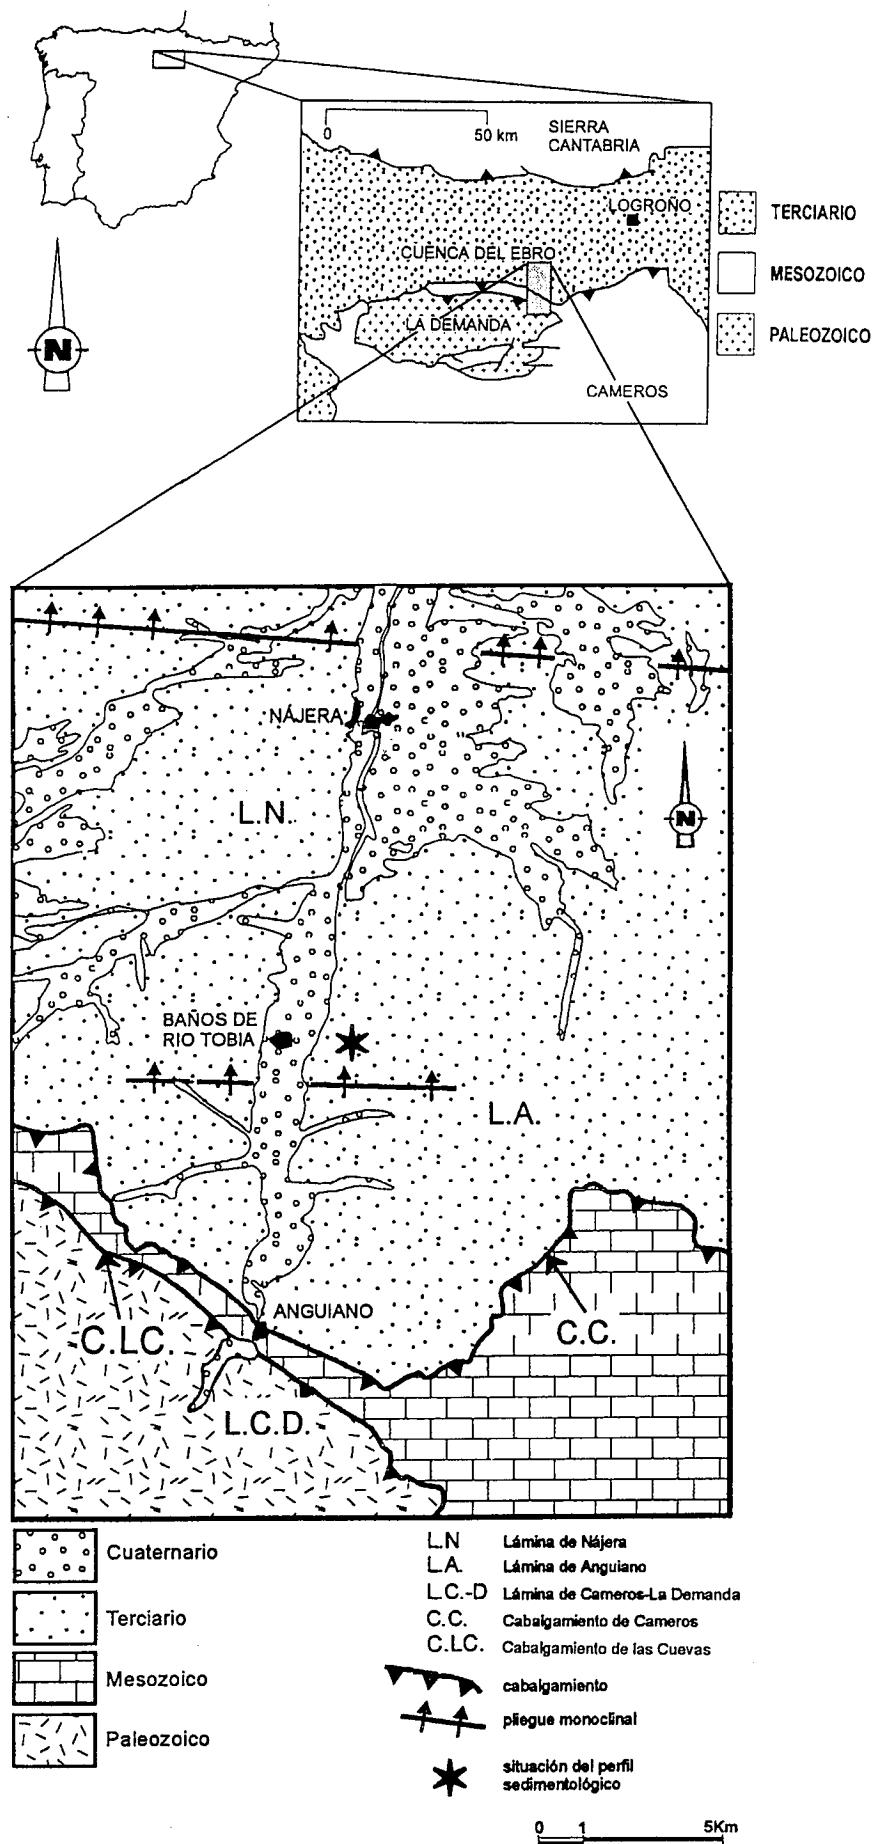 0 50 km
SIERRA
CANTABRIA
LOGROÑO
CUENCA DEL EBRO
LA DEMANDA
CAMEROS
TERCIARIO
MESOZOICO
PALEOZOICO
N
NÁJERA
L.N.
N
BAÑOS DE
RIO TOBIA
L.A.
ANGUIANO
C.LC.
C.C.
L.C.D.
Cuaternario
Terciario
Mesozoico
Paleozoico
L.N Lámina de Nájera
L.A. Lámina de Anguiano
L.C.-D Lámina de Cameros-La Demanda
C.C. Cabalgamiento de Cameros
C.LC. Cabalgamiento de las Cuevas
cabalgamiento
pliegue monoclinal
situación del perfil
sedimentológico
0 1 5Km